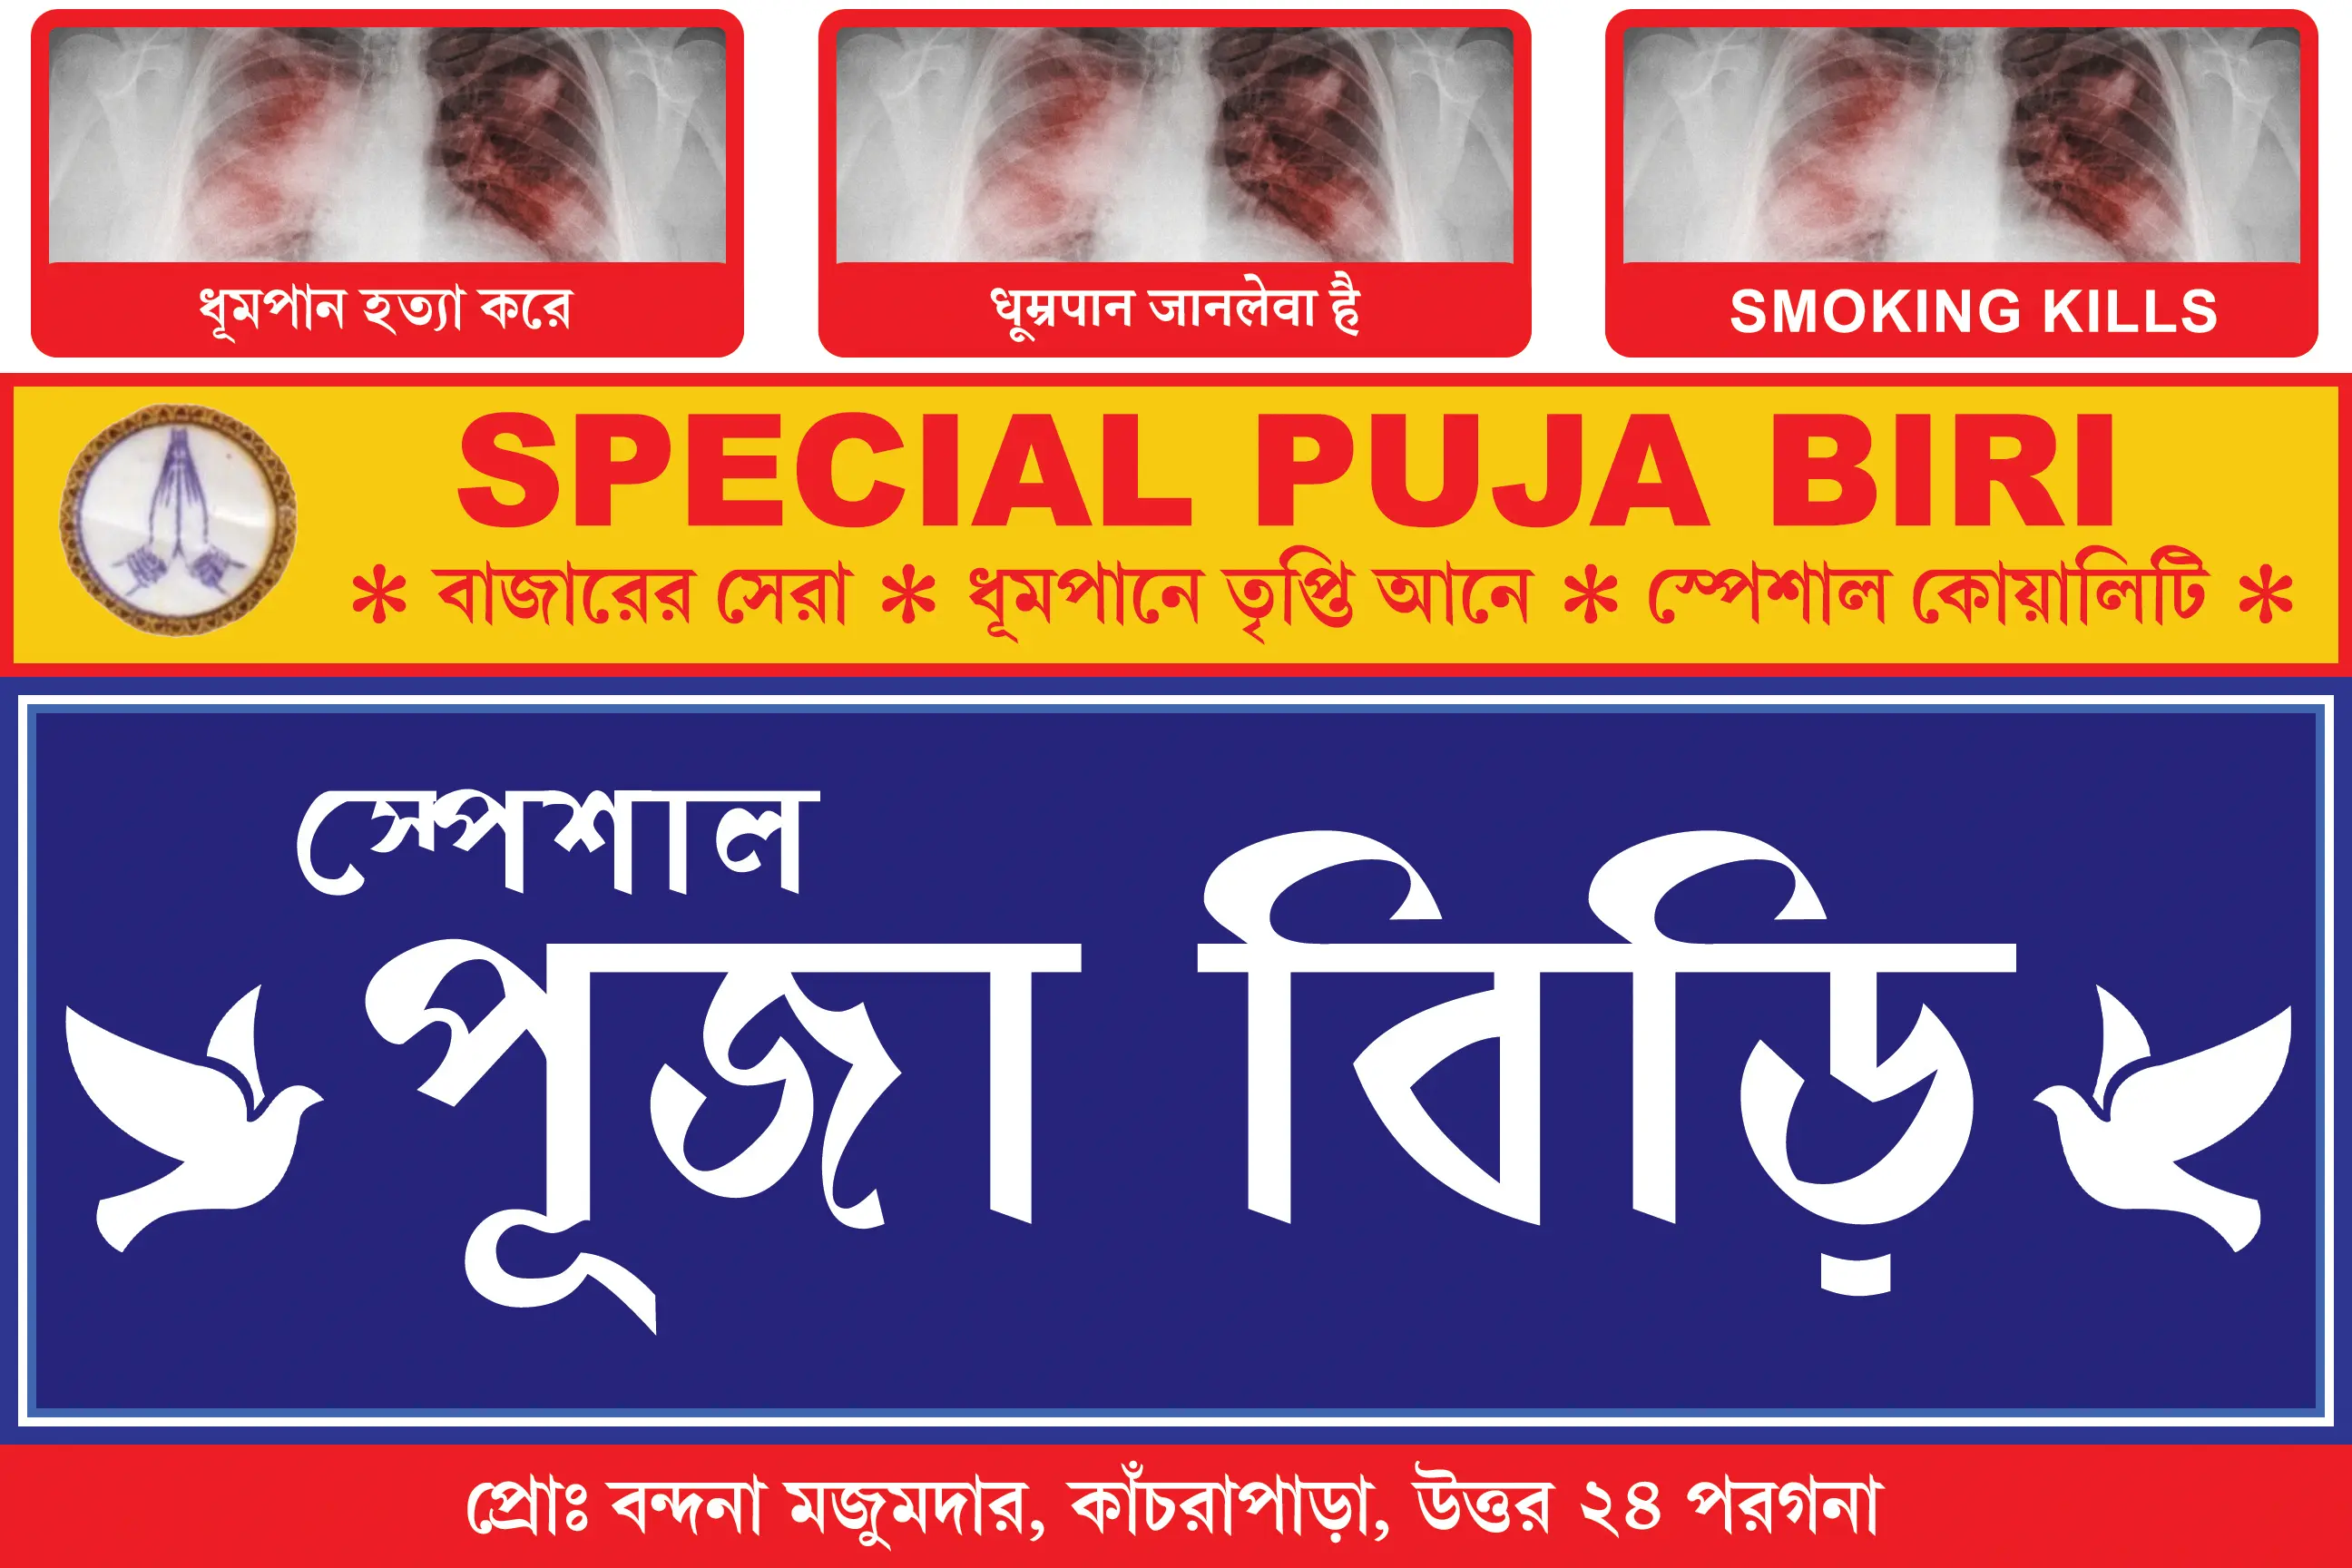 ধূমপান হত্যা করে
धूम्रपान जानलेवा है
SMOKING KILLS
SPECIAL PUJA BIRI
* বাজারের সেরা * ধূমপানে তৃপ্তি আনে * স্পেশাল কোয়ালিটি *
স্পেশাল
পূজা বিড়ি
প্রোঃ বন্দনা মজুমদার, কাঁচরাপাড়া, উত্তর ২৪ পরগনা